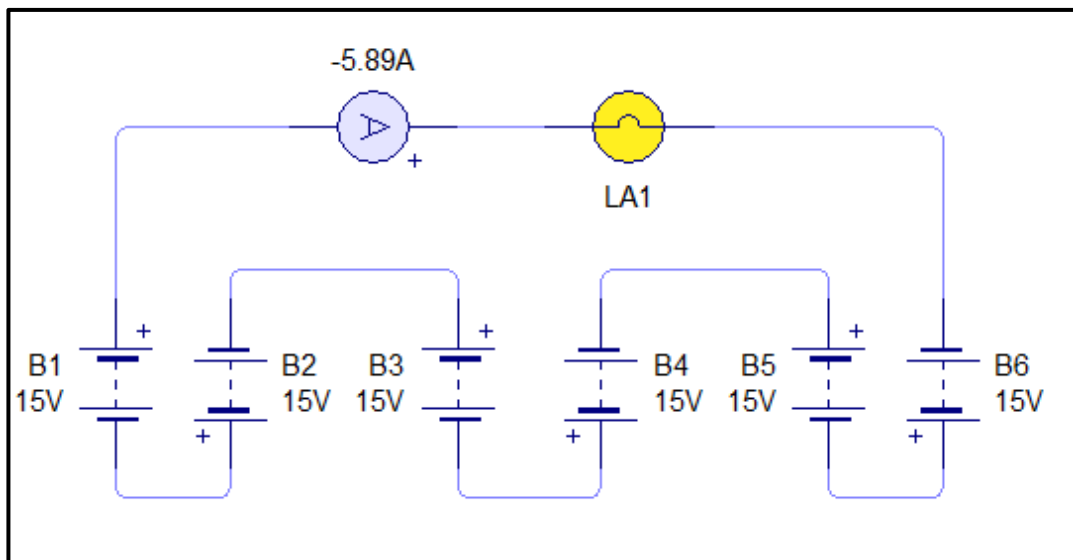 -5.89A
A
+
LA1
+
B1
15V
B2
15V
+
B3
15V
+
B4
15V
+
B5
15V
+
B6
15V
+